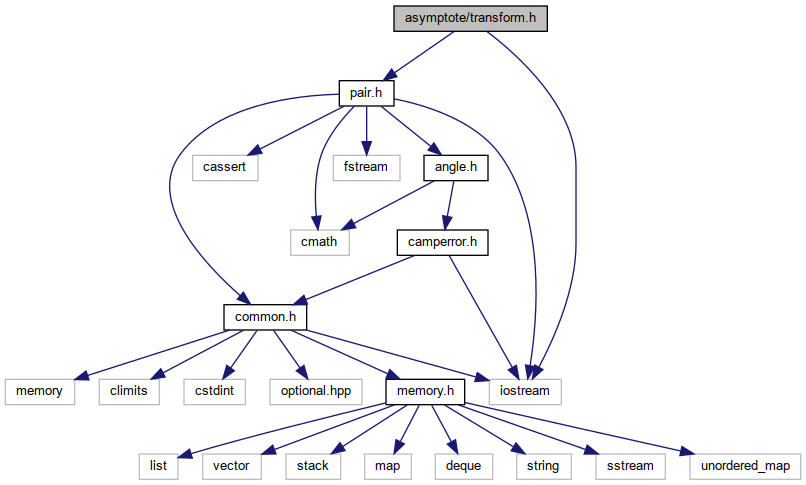 asymptote/transform.h
pair.h
cassert
fstream
angle.h
cmath
camperror.h
common.h
memory
climits
cstdint
optional.hpp
memory.h
iostream
list
vector
stack
map
deque
string
sstream
unordered_map